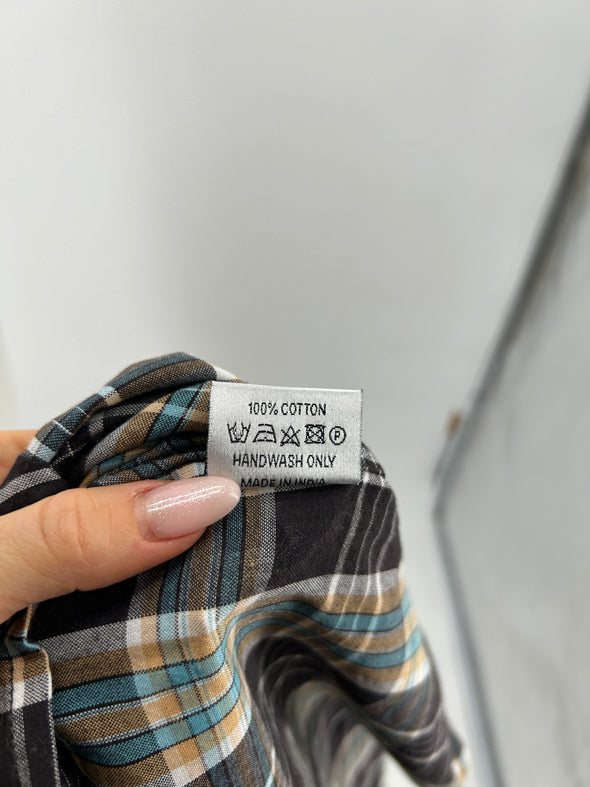 100% COTTON
P
HANDWASH ONLY
MADE IN INDIA